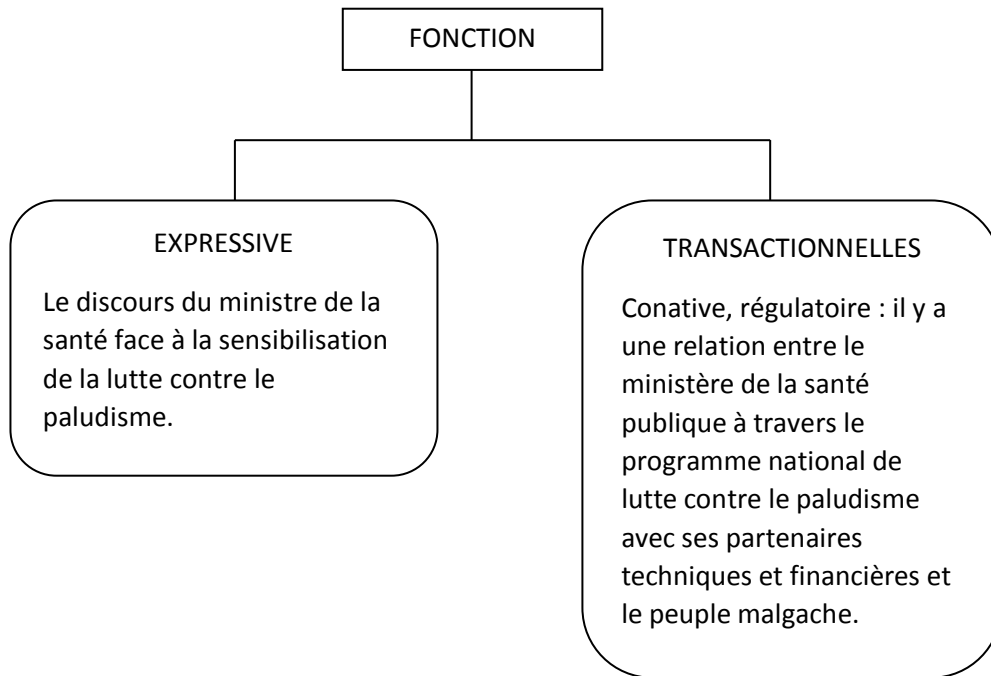 FONCTION
EXPRESSIVE
Le discours du ministre de la
santé face à la sensibilisation
de la lutte contre le
paludisme.
TRANSACTIONNELLES
Conative, régulatoire : il y a
une relation entre le
ministère de la santé
publique à travers le
programme national de
lutte contre le paludisme
avec ses partenaires
techniques et financières et
le peuple malgache.